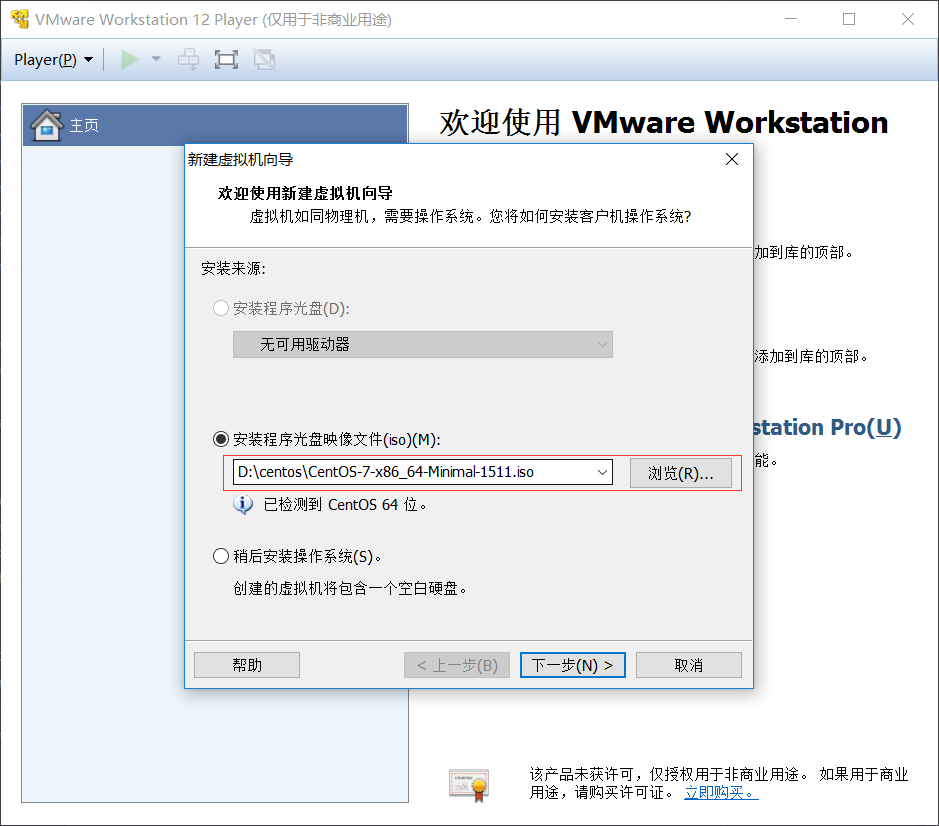 VMware Workstation 12 Player (仅用于非商业用途)
Player(P)
主页
欢迎使用 VMware Workstation
新建虚拟机向导
欢迎使用新建虚拟机向导
虚拟机如同物理机，需要操作系统。您将如何安装客户机操作系统?
加到库的顶部。
安装来源:
安装程序光盘(D):
无可用驱动器
添加到库的顶部。
station Pro(U)
安装程序光盘映像文件(iso)(M):
能。
D:\centos\CentOS-7-x86_64-Minimal-1511.iso
浏览(R)...
已检测到 CentOS 64 位。
稍后安装操作系统(S)。
创建的虚拟机将包含一个空白硬盘。
帮助
< 上一步(B)
下一步(N) >
取消
该产品未获许可，仅授权用于非商业用途。 如果用于商业
用途，请购买许可证。 立即购买。